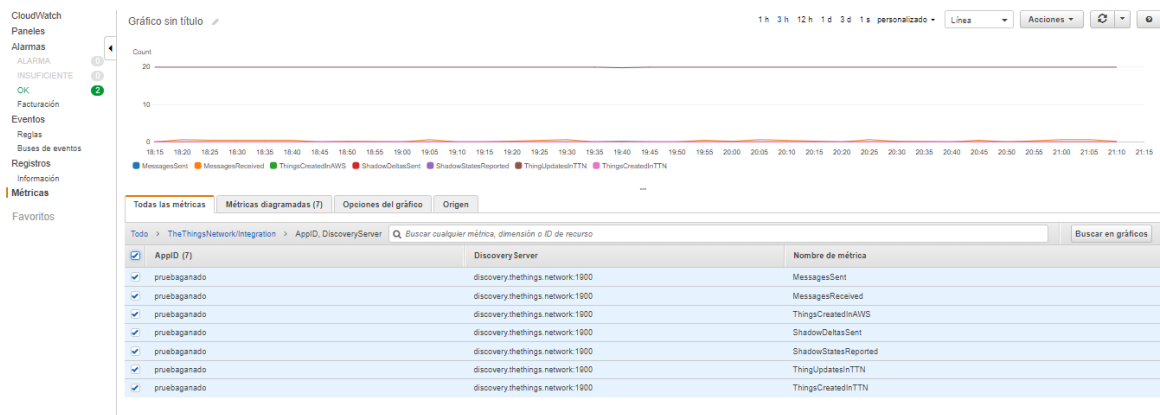 CloudWatch
Paneles
Alarmas
ALARMA 0
INSUFICIENTE 0
OK 2
Facturación
Eventos
Reglas
Buses de eventos
Registros
Información
Métricas
Favoritos
Gráfico sin título
1 h 3 h 12 h 1 d 3 d 1 s personalizado Línea Acciones
Count
20
10
0
18:15 18:20 18:25 18:30 18:35 18:40 18:45 18:50 18:55 19:00 19:05 19:10 19:15 19:20 19:25 19:30 19:35 19:40 19:45 19:50 19:55 20:00 20:05 20:10 20:15 20:20 20:25 20:30 20:35 20:40 20:45 20:50 20:55 21:00 21:05 21:10 21:15
MessagesSent MessagesReceived ThingsCreatedInAWS ShadowDeltasSent ShadowStatesReported ThingUpdatesInTTN ThingsCreatedInTTN
Todas las métricas Métricas diagramadas (7) Opciones del gráfico Origen
Todo > TheThingsNetwork/Integration > AppID, DiscoveryServer Buscar cualquier métrica, dimensión o ID de recurso Buscar en gráficos
AppID (7) DiscoveryServer Nombre de métrica
pruebaganado discovery.thethings.network:1900 MessagesSent
pruebaganado discovery.thethings.network:1900 MessagesReceived
pruebaganado discovery.thethings.network:1900 ThingsCreatedInAWS
pruebaganado discovery.thethings.network:1900 ShadowDeltasSent
pruebaganado discovery.thethings.network:1900 ShadowStatesReported
pruebaganado discovery.thethings.network:1900 ThingUpdatesInTTN
pruebaganado discovery.thethings.network:1900 ThingsCreatedInTTN